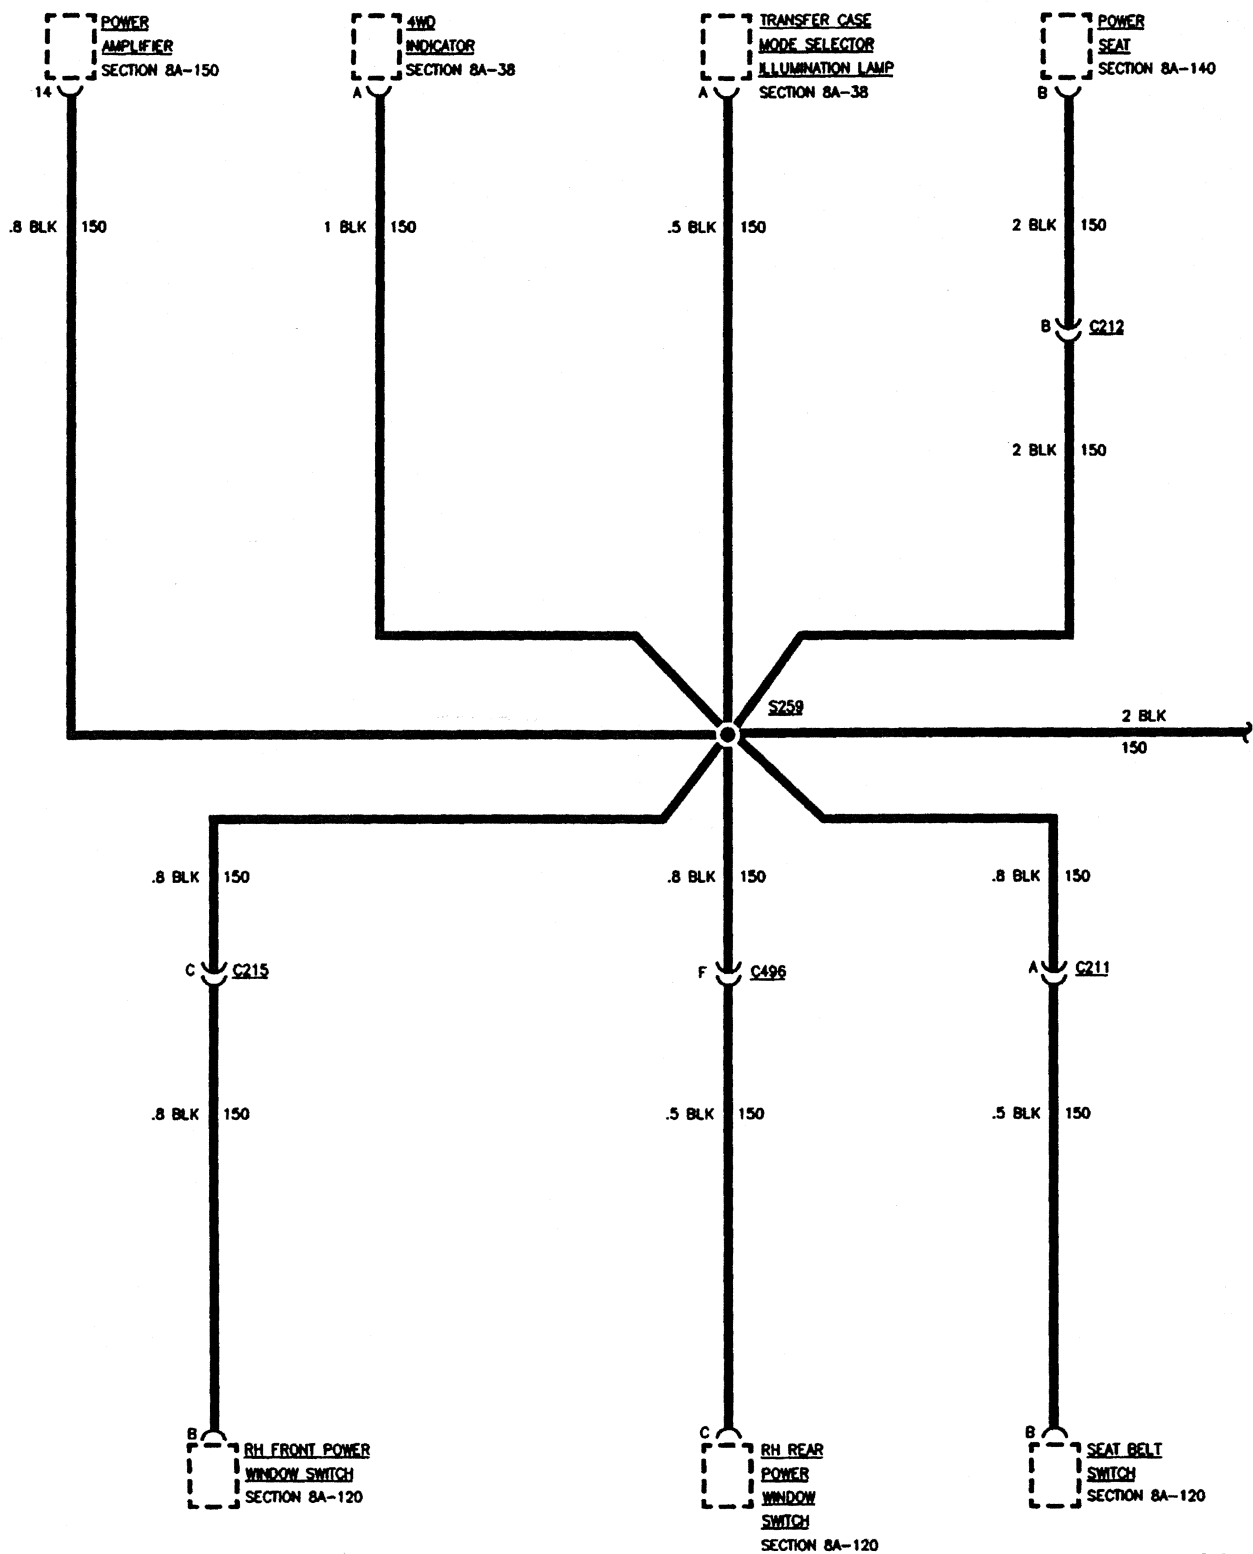 POWER
AMPLIFIER
SECTION 8A-150
14
4WD
INDICATOR
SECTION 8A-38
A
TRANSFER CASE
MODE SELECTOR
ILLUMINATION LAMP
SECTION 8A-38
A
POWER
SEAT
SECTION 8A-140
B
.8 BLK 150
1 BLK 150
.5 BLK 150
2 BLK 150
B C212
2 BLK 150
S259
2 BLK
150
.8 BLK 150
.8 BLK 150
.8 BLK 150
C C215
F C496
A C211
.8 BLK 150
.5 BLK 150
.5 BLK 150
B
RH FRONT POWER
WINDOW SWITCH
SECTION 8A-120
C
RH REAR
POWER
WINDOW
SWITCH
SECTION 8A-120
B
SEAT BELT
SWITCH
SECTION 8A-120